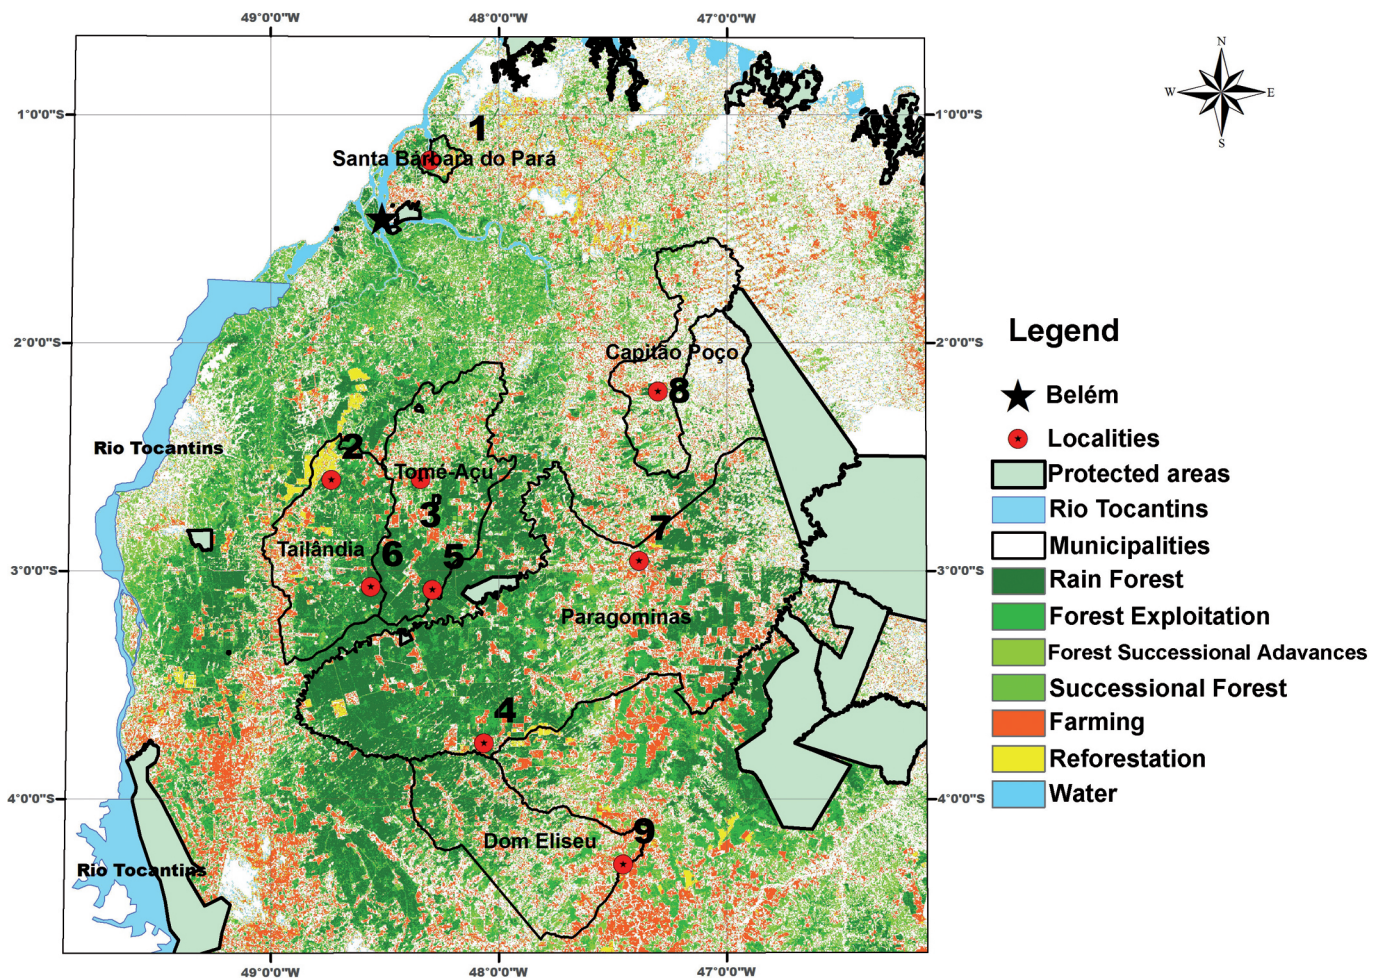 49°0'0"W
48°0'0"W
47°0'0"W
N
W
E
S
1°0'0"S
1°0'0"S
1
Santa Bárbara do Pará
2°0'0"S
2°0'0"S
Legend
Capitão Poço
8
Belém
Rio Tocantins
2
Localities
Tomé-Açu
Protected areas
3
Rio Tocantins
7
Tailândia
6
5
Municipalities
3°0'0"S
3°0'0"S
Rain Forest
Paragominas
Forest Exploitation
Forest Successional Adavances
Successional Forest
4
Farming
Reforestation
4°0'0"S
4°0'0"S
Water
Dom Eliseu
9
Rio Tocantins
49°0'0"W
48°0'0"W
47°0'0"W